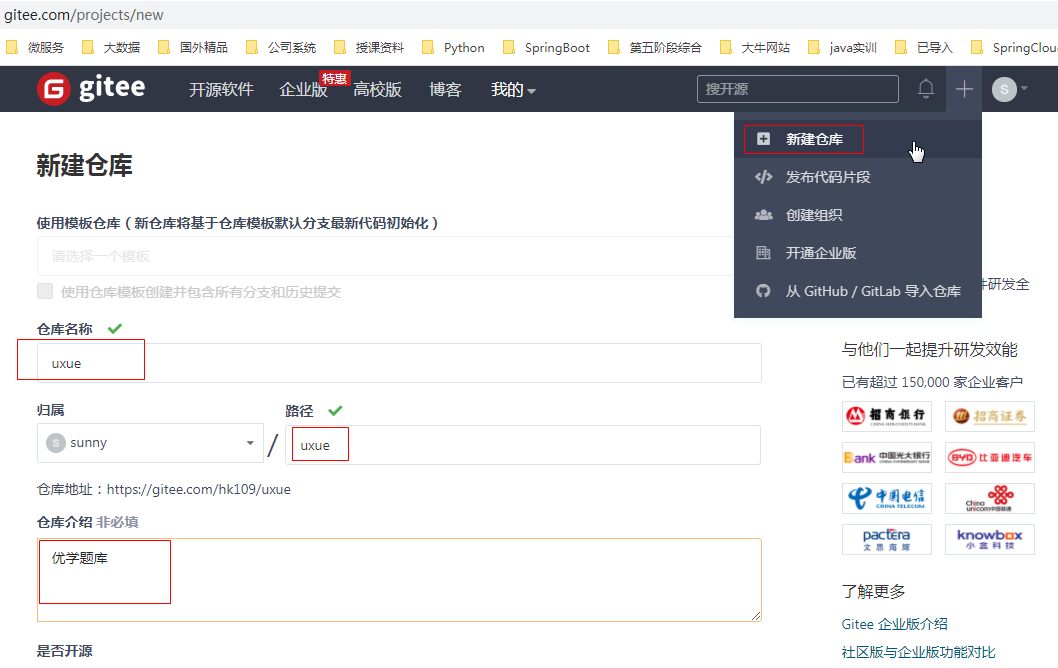 gitee.com/projects/new
微服务 大数据 国外精品 公司系统 授课资料 Python SpringBoot 第五阶段综合 大牛网站 java实训 已导入 SpringClou
G gitee 开源软件 企业版 特惠 高校版 博客 我的 搜开源 S
新建仓库
发布代码片段
创建组织
开通企业版
从 GitHub / GitLab 导入仓库
新建仓库
使用模板仓库（新仓库将基于仓库模板默认分支最新代码初始化）
请选择一个模板
使用仓库模板创建并包含所有分支和历史提交
仓库名称
uxue
归属 路径
S sunny / uxue
仓库地址：https://gitee.com/hk109/uxue
仓库介绍 非必填
优学题库
是否开源
件研发全
与他们一起提升研发效能
已有超过 150,000 家企业客户
招商银行 招商证券
CHINA MERCHANTS BANK
Bank 中国光大银行 BYD 比亚迪汽车
CHINA EVERBRIGHT BANK
中国电信 China
CHINA TELECOM unicom中国联通
pactera knowbox
文思海辉 小盒科技
了解更多
Gitee 企业版介绍
社区版与企业版功能对比